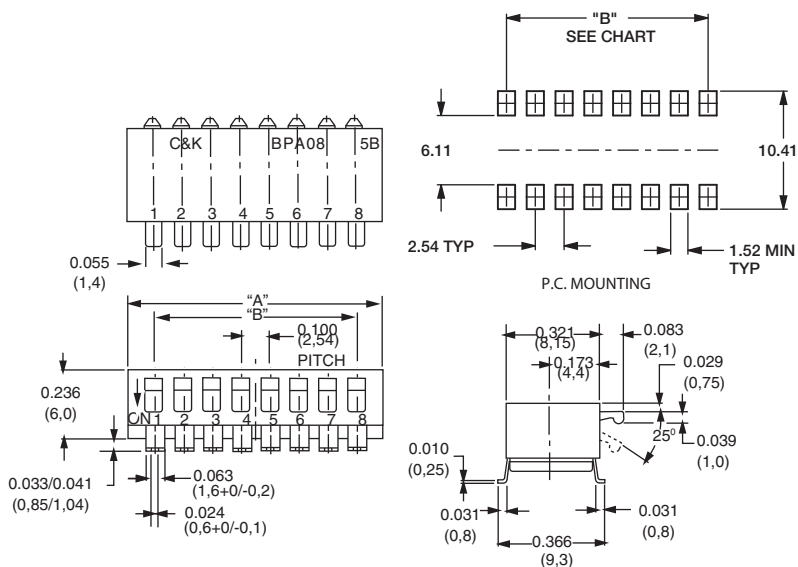 "B"
SEE CHART
C&K BPA08 5B
1 2 3 4 5 6 7 8
6.11
10.41
2.54 TYP
1.52 MIN
TYP
P.C. MOUNTING
0.055
(1,4)
"A"
"B"
0.100
(2,54)
PITCH
0.236
(6,0)
ON 1 2 3 4 5 6 7 8
0.033/0.041
(0,85/1,04)
0.063
(1,6+0/-0,2)
0.024
(0,6+0/-0,1)
0.321
(8,15)
0.173
(4,4)
0.083
(2,1)
0.029
(0,75)
25º
0.039
(1,0)
0.010
(0,25)
0.031
(0,8)
0.031
(0,8)
0.366
(9,3)